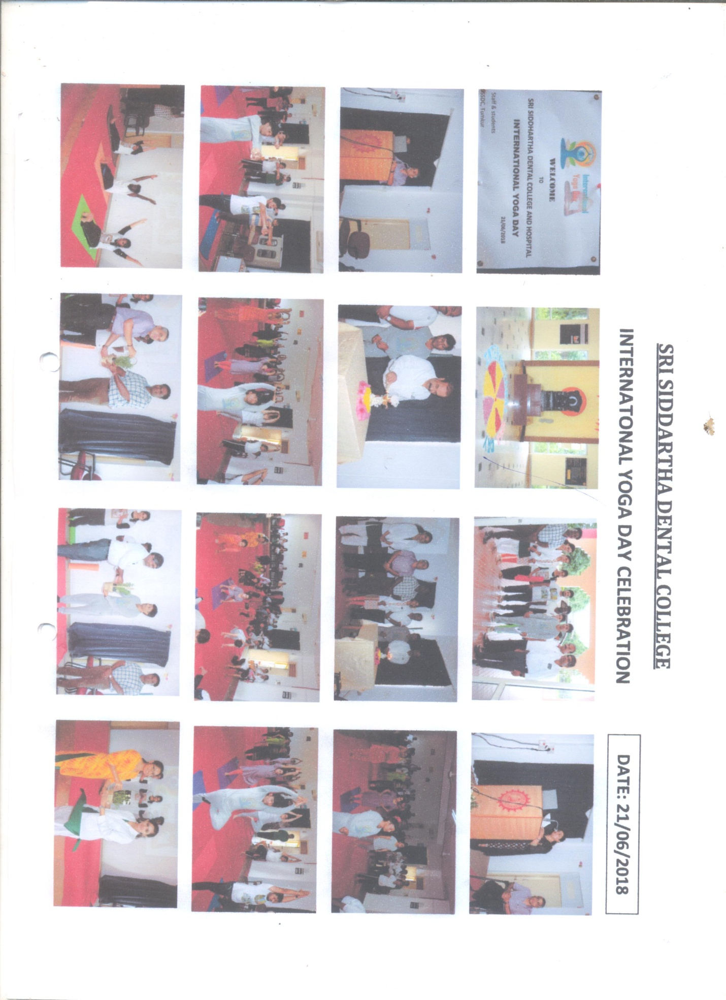 SRI SIDDARTHA DENTAL COLLEGE
INTERNATONAL YOGA DAY CELEBRATION
DATE: 21/06/2018
International
Yoga Day
WELCOME
TO
SRI SIDDHARTHA DENTAL COLLEGE AND HOSPITAL
INTERNATIONAL YOGA DAY
21/06/2018
Staff & students
SSDC, Tumkur